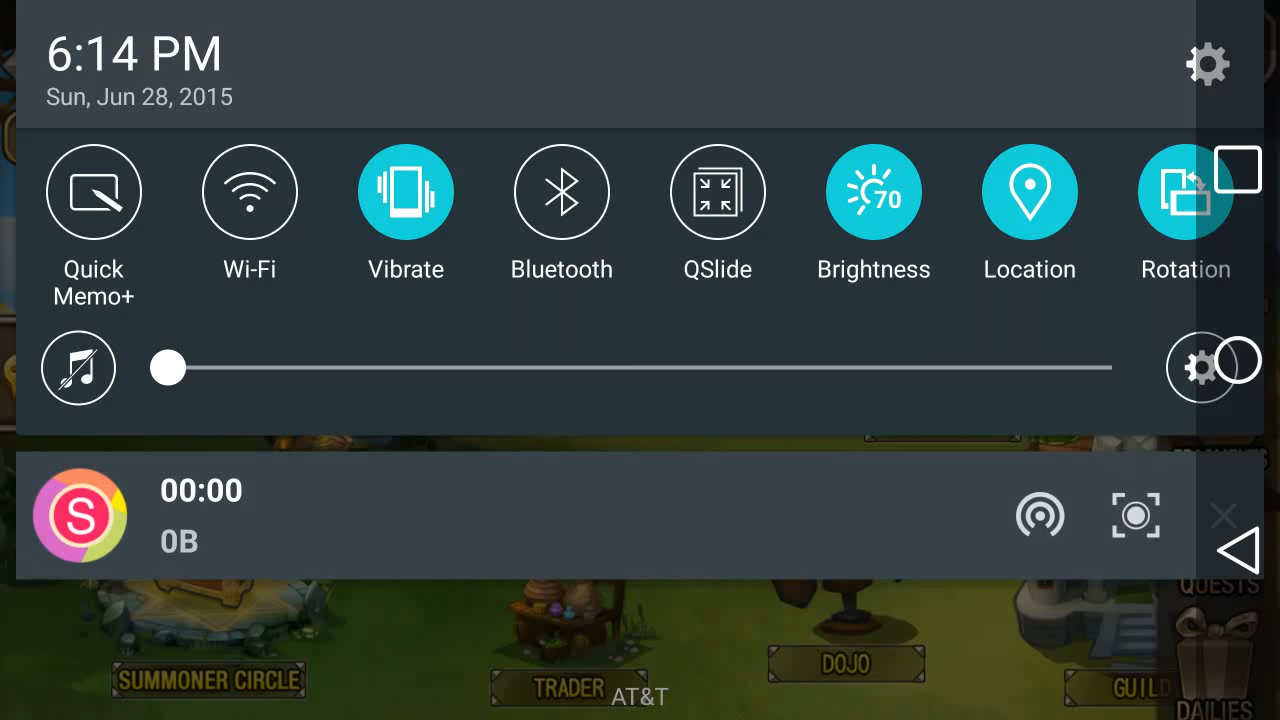 6:14 PM
Sun, Jun 28, 2015
70
Quick
Memo+
Wi-Fi
Vibrate
Bluetooth
QSlide
Brightness
Location
Rotation
S
00:00
0B
QUESTS
SUMMONER CIRCLE
TRADER
DOJO
GUILD
AT&T
DAILIES